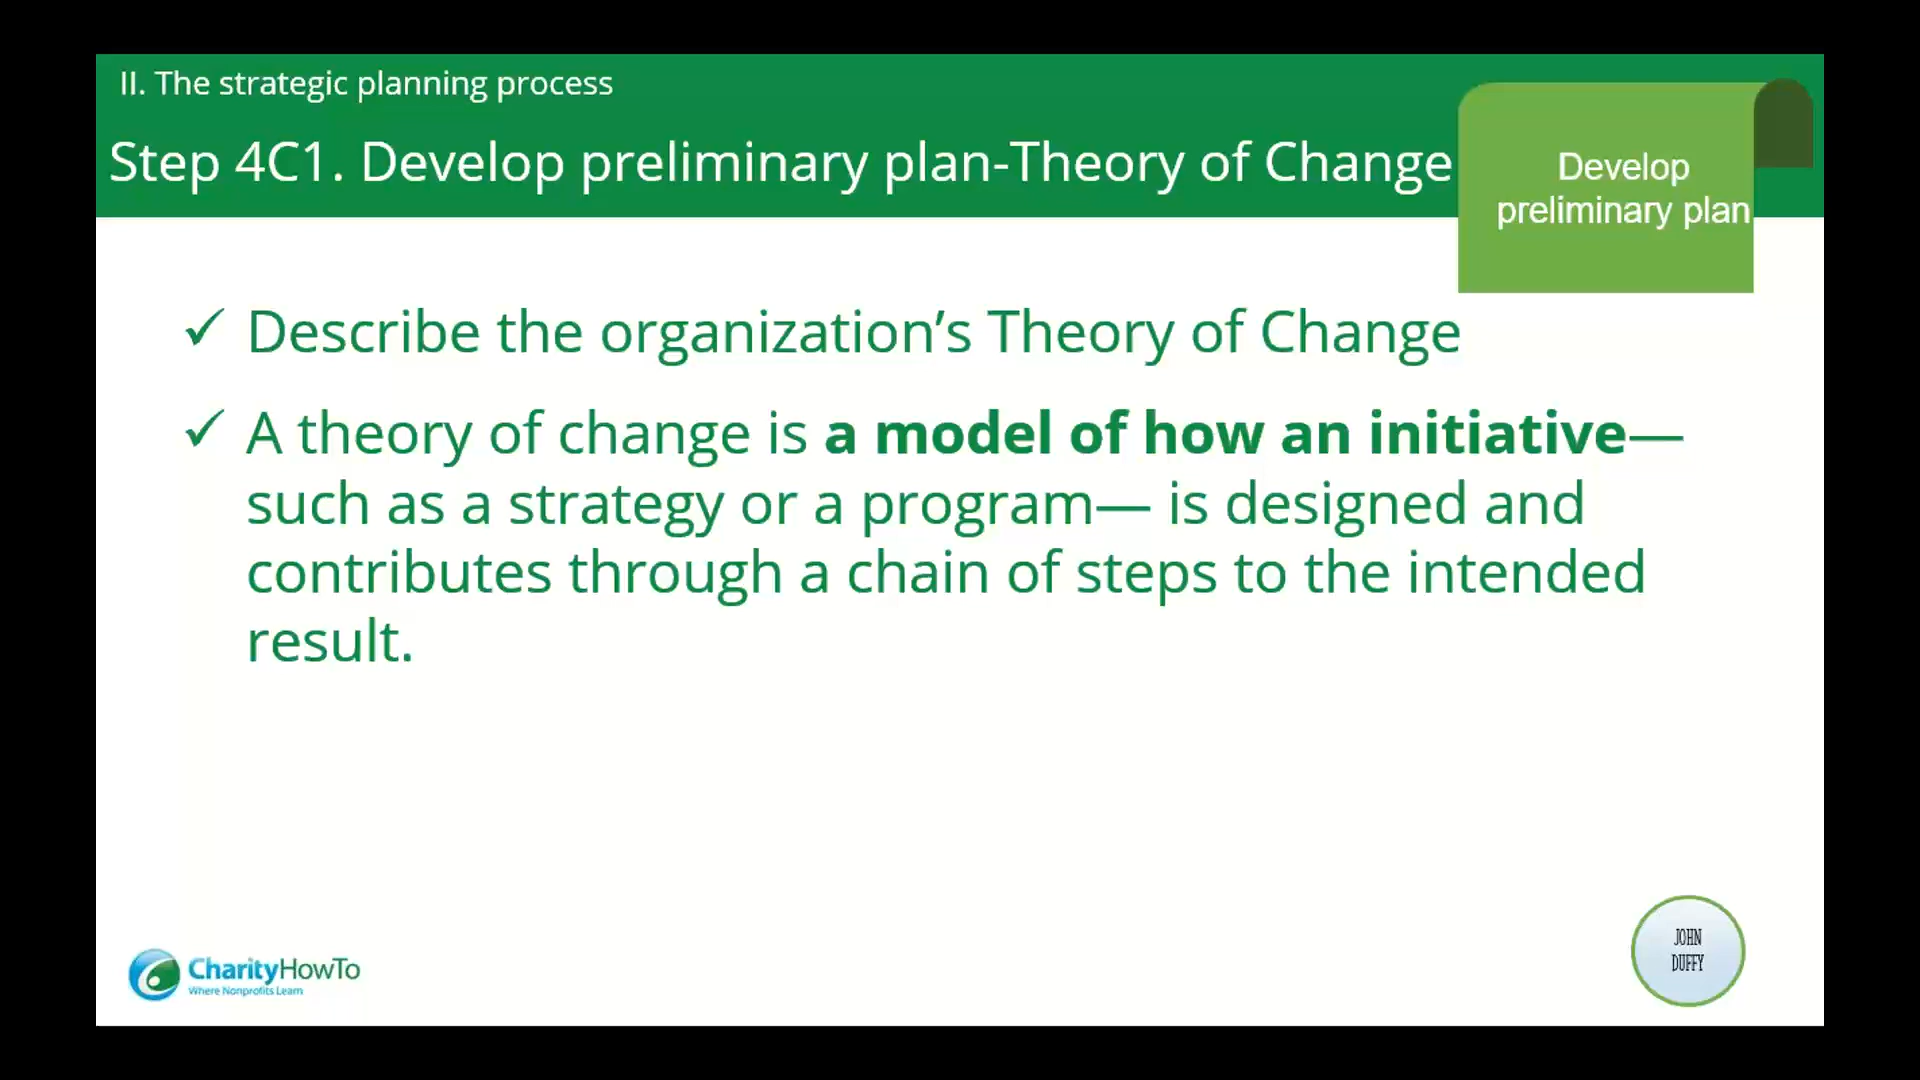 II. The strategic planning process
Step 4C1. Develop preliminary plan-Theory of Change
Develop
preliminary plan
✓ Describe the organization’s Theory of Change
✓ A theory of change is a model of how an initiative—
such as a strategy or a program— is designed and
contributes through a chain of steps to the intended
result.
CharityHowTo
Where Nonprofits Learn
JOHN
DUFFY